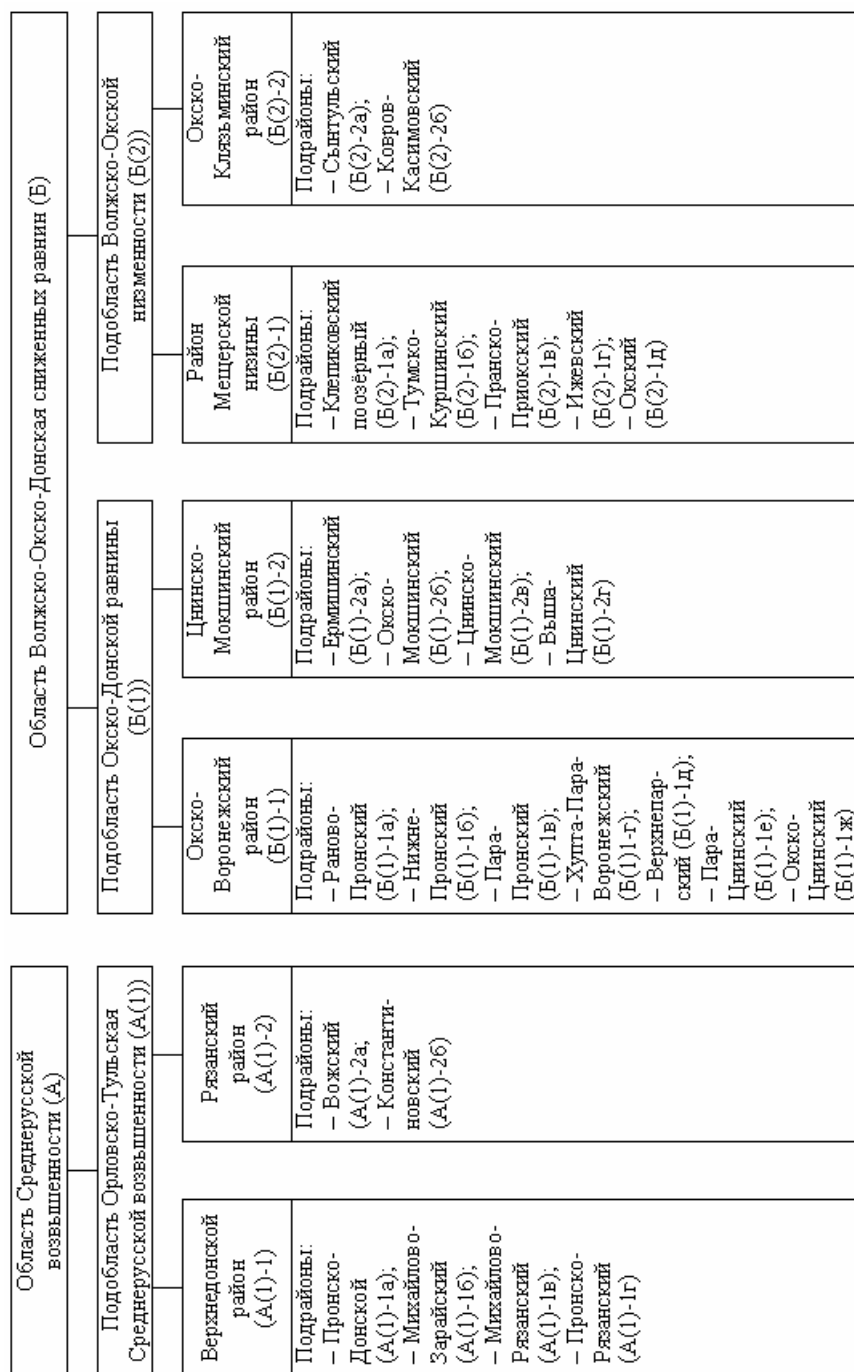 Область Среднерусской
возвышенности (А)
Подобласть Орловско-Тульская
Среднерусской возвышенности (А(1))
Верхнедонской
район
(А(1)-1)
Подрайоны:
– Пронско-
Донской
(А(1)-1а);
– Михайлово-
Зарайский
(А(1)-1б);
– Михайлово-
Рязанский
(А(1)-1в);
– Пронско-
Рязанский
(А(1)-1г)
Рязанский
район
(А(1)-2)
Подрайоны:
– Вожский
(А(1)-2а;
– Константи-
новский
(А(1)-2б)
Область Волжско-Окско-Донская сниженных равнин (Б)
Подобласть Окско-Донской равнины
(Б(1))
Окско-
Воронежский
район
(Б(1)-1)
Подрайоны:
– Раново-
Пронский
(Б(1)-1а);
– Нижне-
Пронский
(Б(1)-1б);
– Пара-
Пронский
(Б(1)-1в);
– Хупта-Пара-
Воронежский
(Б(1)1-г);
– Верхнепар-
ский (Б(1)-1д);
– Пара-
Цнинский
(Б(1)-1е);
– Окско-
Цнинский
(Б(1)-1ж)
Цнинско-
Мокшинский
район
(Б(1)-2)
Подрайоны:
– Ермишинский
(Б(1)-2а);
– Окско-
Мокшинский
(Б(1)-2б);
– Цнинско-
Мокшинский
(Б(1)-2в);
– Выша-
Цнинский
(Б(1)-2г)
Подобласть Волжско-Окской
низменности (Б(2))
Район
Мещерской
низины
(Б(2)-1)
Подрайоны:
– Клепиковский
поозёрный
(Б(2)-1а);
– Тумско-
Куршинский
(Б(2)-1б);
– Пранско-
Приокский
(Б(2)-1в);
– Ижевский
(Б(2)-1г);
– Окский
(Б(2)-1д)
Окско-
Клязьминский
район
(Б(2)-2)
Подрайоны:
– Сынтульский
(Б(2)-2а);
– Ковров-
Касимовский
(Б(2)-2б)